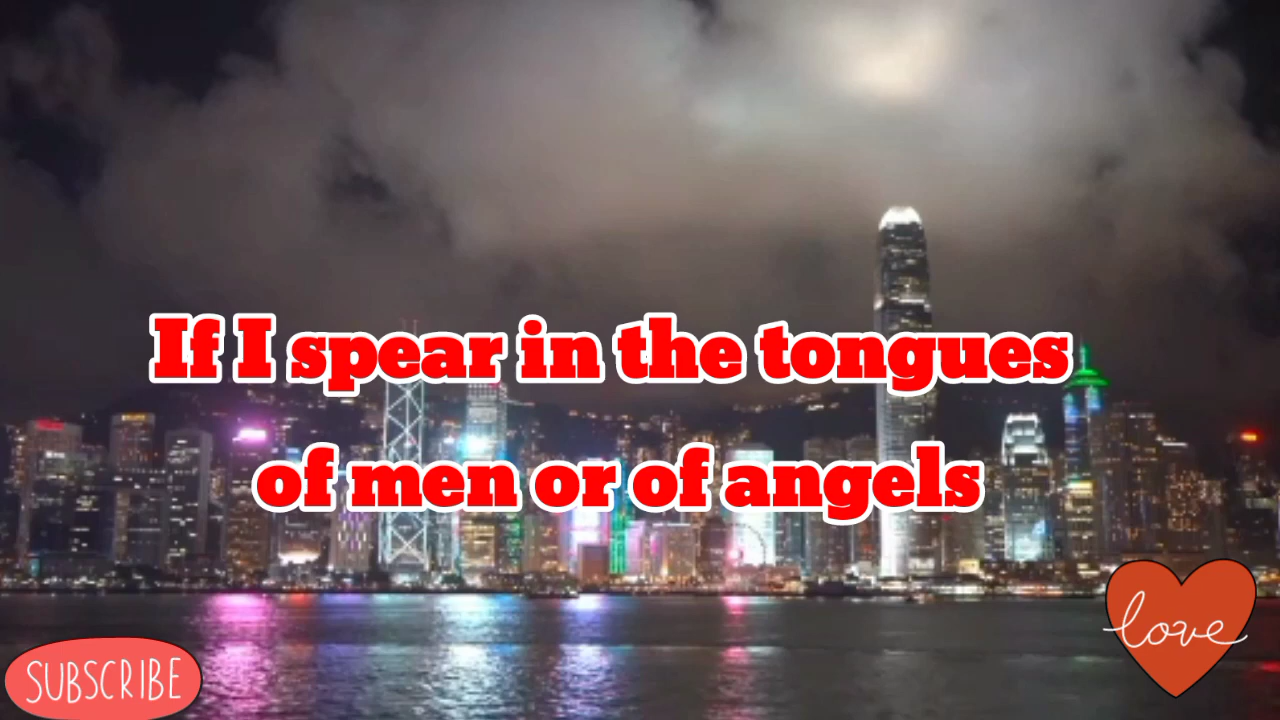 If I spear in the tongues
of men or of angels
love
SUBSCRIBE